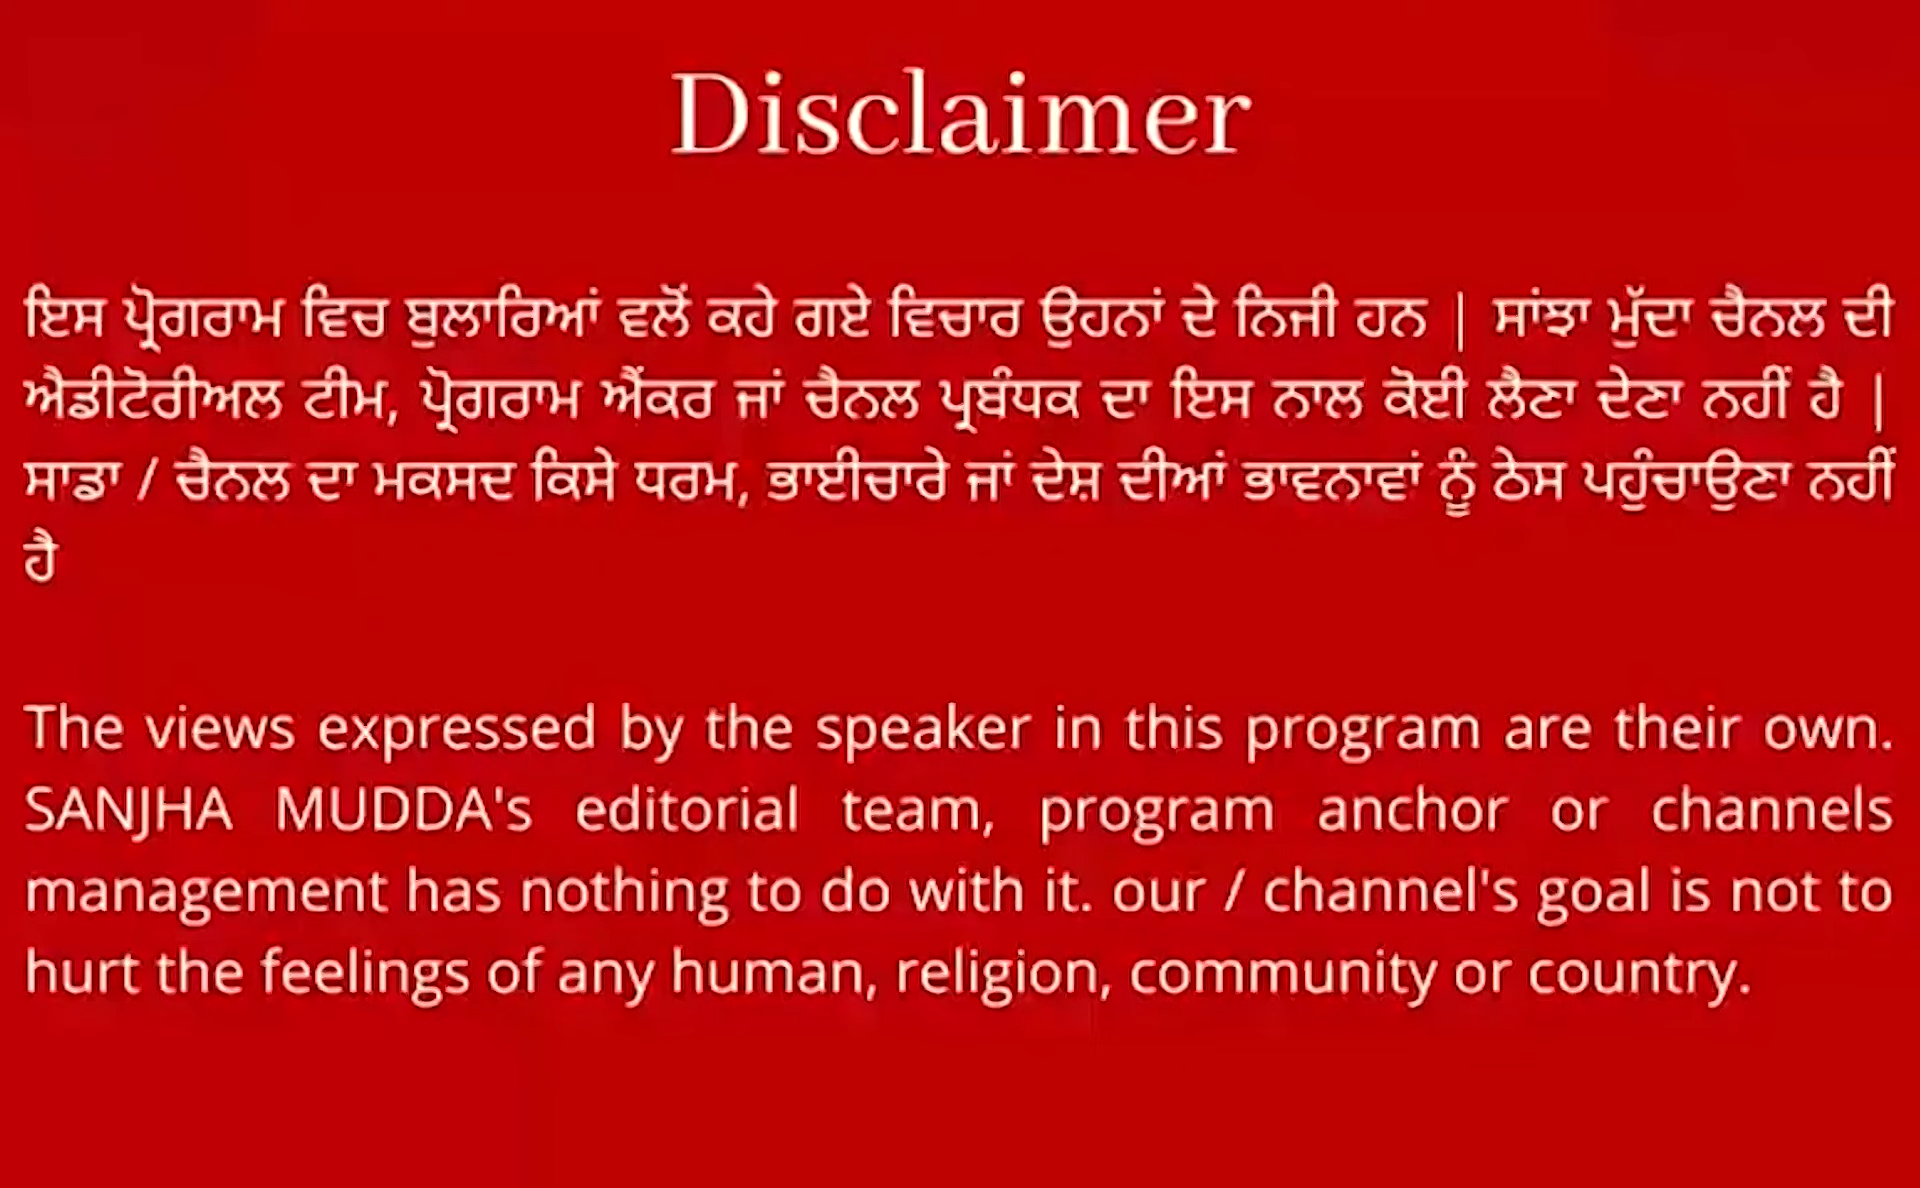 Disclaimer
ਇਸ ਪ੍ਰੋਗਰਾਮ ਵਿਚ ਬੁਲਾਰਿਆਂ ਵਲੋਂ ਕਹੇ ਗਏ ਵਿਚਾਰ ਉਹਨਾਂ ਦੇ ਨਿਜੀ ਹਨ | ਸਾਂਝਾ ਮੁੱਦਾ ਚੈਨਲ ਦੀ
ਐਡੀਟੋਰੀਅਲ ਟੀਮ, ਪ੍ਰੋਗਰਾਮ ਐਂਕਰ ਜਾਂ ਚੈਨਲ ਪ੍ਰਬੰਧਕ ਦਾ ਇਸ ਨਾਲ ਕੋਈ ਲੈਣਾ ਦੇਣਾ ਨਹੀਂ ਹੈ |
ਸਾਡਾ / ਚੈਨਲ ਦਾ ਮਕਸਦ ਕਿਸੇ ਧਰਮ, ਭਾਈਚਾਰੇ ਜਾਂ ਦੇਸ਼ ਦੀਆਂ ਭਾਵਨਾਵਾਂ ਨੂੰ ਠੇਸ ਪਹੁੰਚਾਉਣਾ ਨਹੀਂ
ਹੈ
The views expressed by the speaker in this program are their own.
SANJHA MUDDA's editorial team, program anchor or channels
management has nothing to do with it. our / channel's goal is not to
hurt the feelings of any human, religion, community or country.